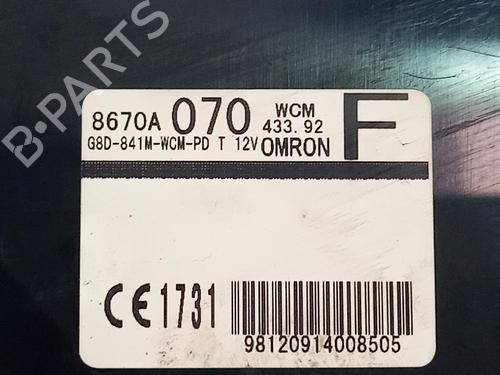 B-PARTS
8670A 070 WCM 433.92 F
G8D-841M-WCM-PD T 12V OMRON
CE 1731
98120914008505